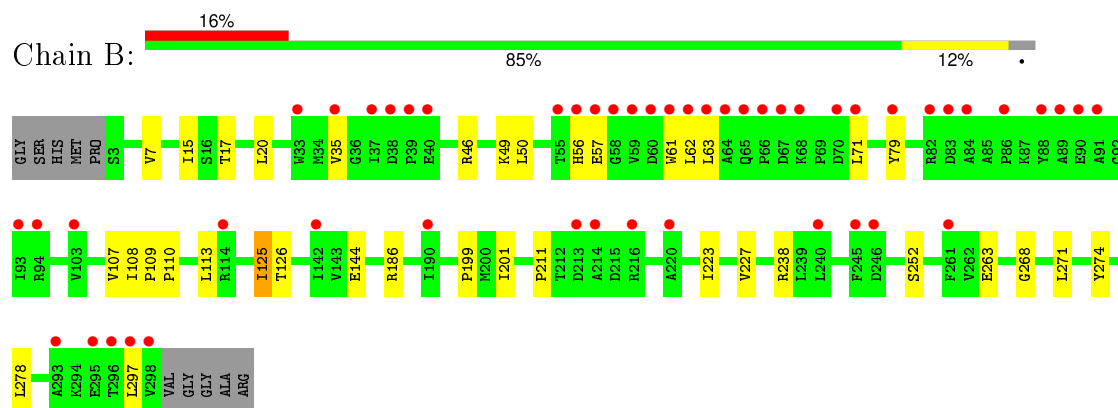 16%
Chain B:
85% 12% •
GLY SER HIS MET PRO S3 V7 I15 S16 T17 L20 W33 M34 V35 G36 I37 D38 P39 E40 R46 K49 L50 T55 H56 E57 G58 V59 D60 W61 L62 L63 A64 Q65 P66 D67 K68 P69 D70 L71 Y79 R82 D83 A84 A85 P86 K87 Y88 A89 E90 A91 G92
I93 R94 V103 V107 I108 P109 P110 L113 R114 I125 T126 I142 V143 E144 R186 I190 P199 M200 I201 P211 T212 D213 A214 D215 R216 A220 I223 V227 R238 L239 L240 F245 D246 S252 F261 V262 E263 G268 L271 Y274
L278 A293 K294 E295 T296 L297 V298 VAL GLY GLY ALA ARG